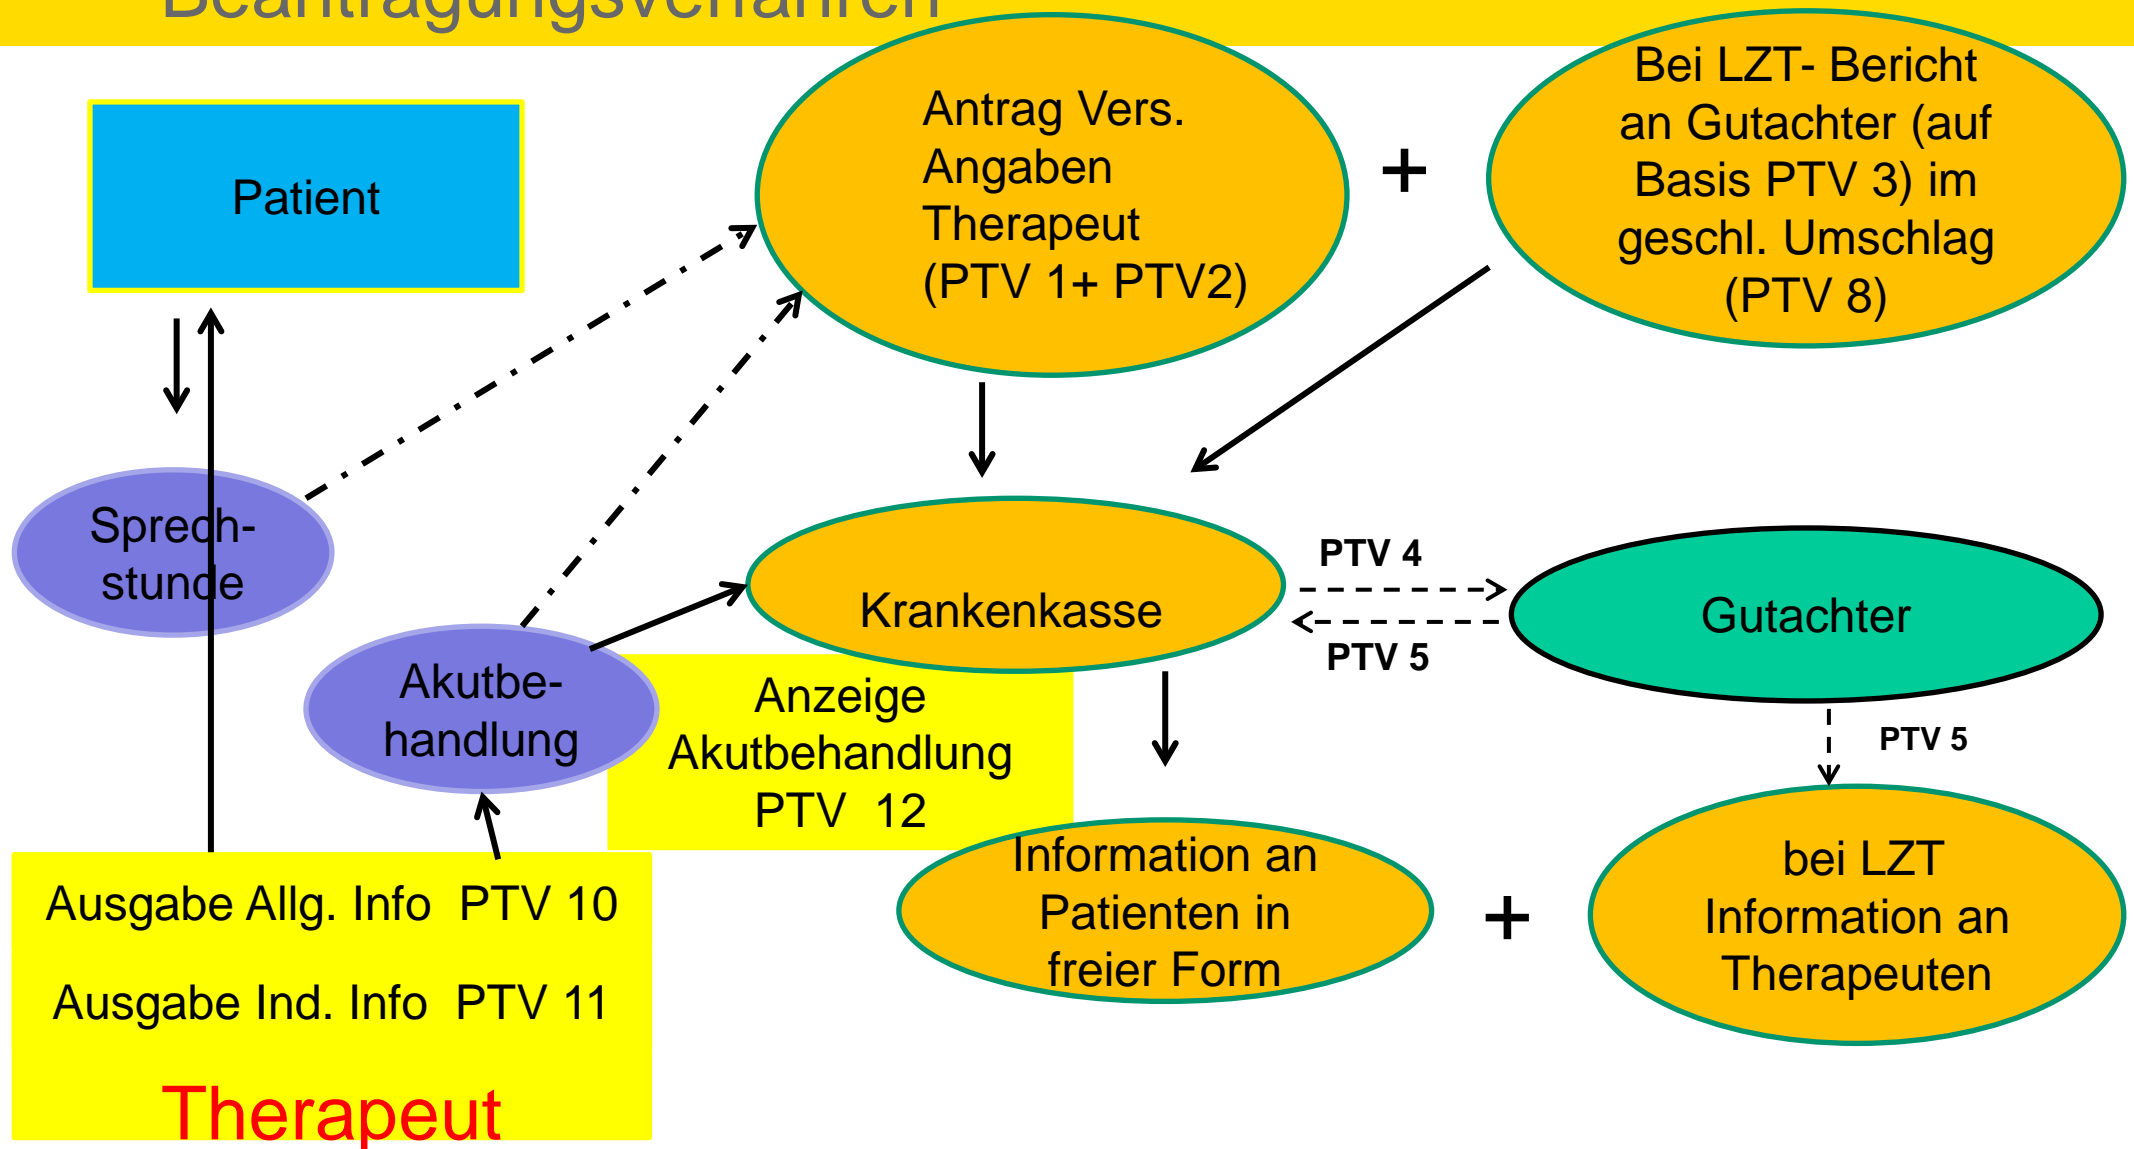 Beantragungsverfahren
Patient
Antrag Vers.
Angaben
Therapeut
(PTV 1+ PTV2)
+
Bei LZT- Bericht
an Gutachter (auf
Basis PTV 3) im
geschl. Umschlag
(PTV 8)
Sprech-
stunde
Akutbe-
handlung
Krankenkasse
PTV 4
PTV 5
Gutachter
Anzeige
Akutbehandlung
PTV 12
PTV 5
Information an
Patienten in
freier Form
+
bei LZT
Information an
Therapeuten
Ausgabe Allg. Info PTV 10
Ausgabe Ind. Info PTV 11
Therapeut